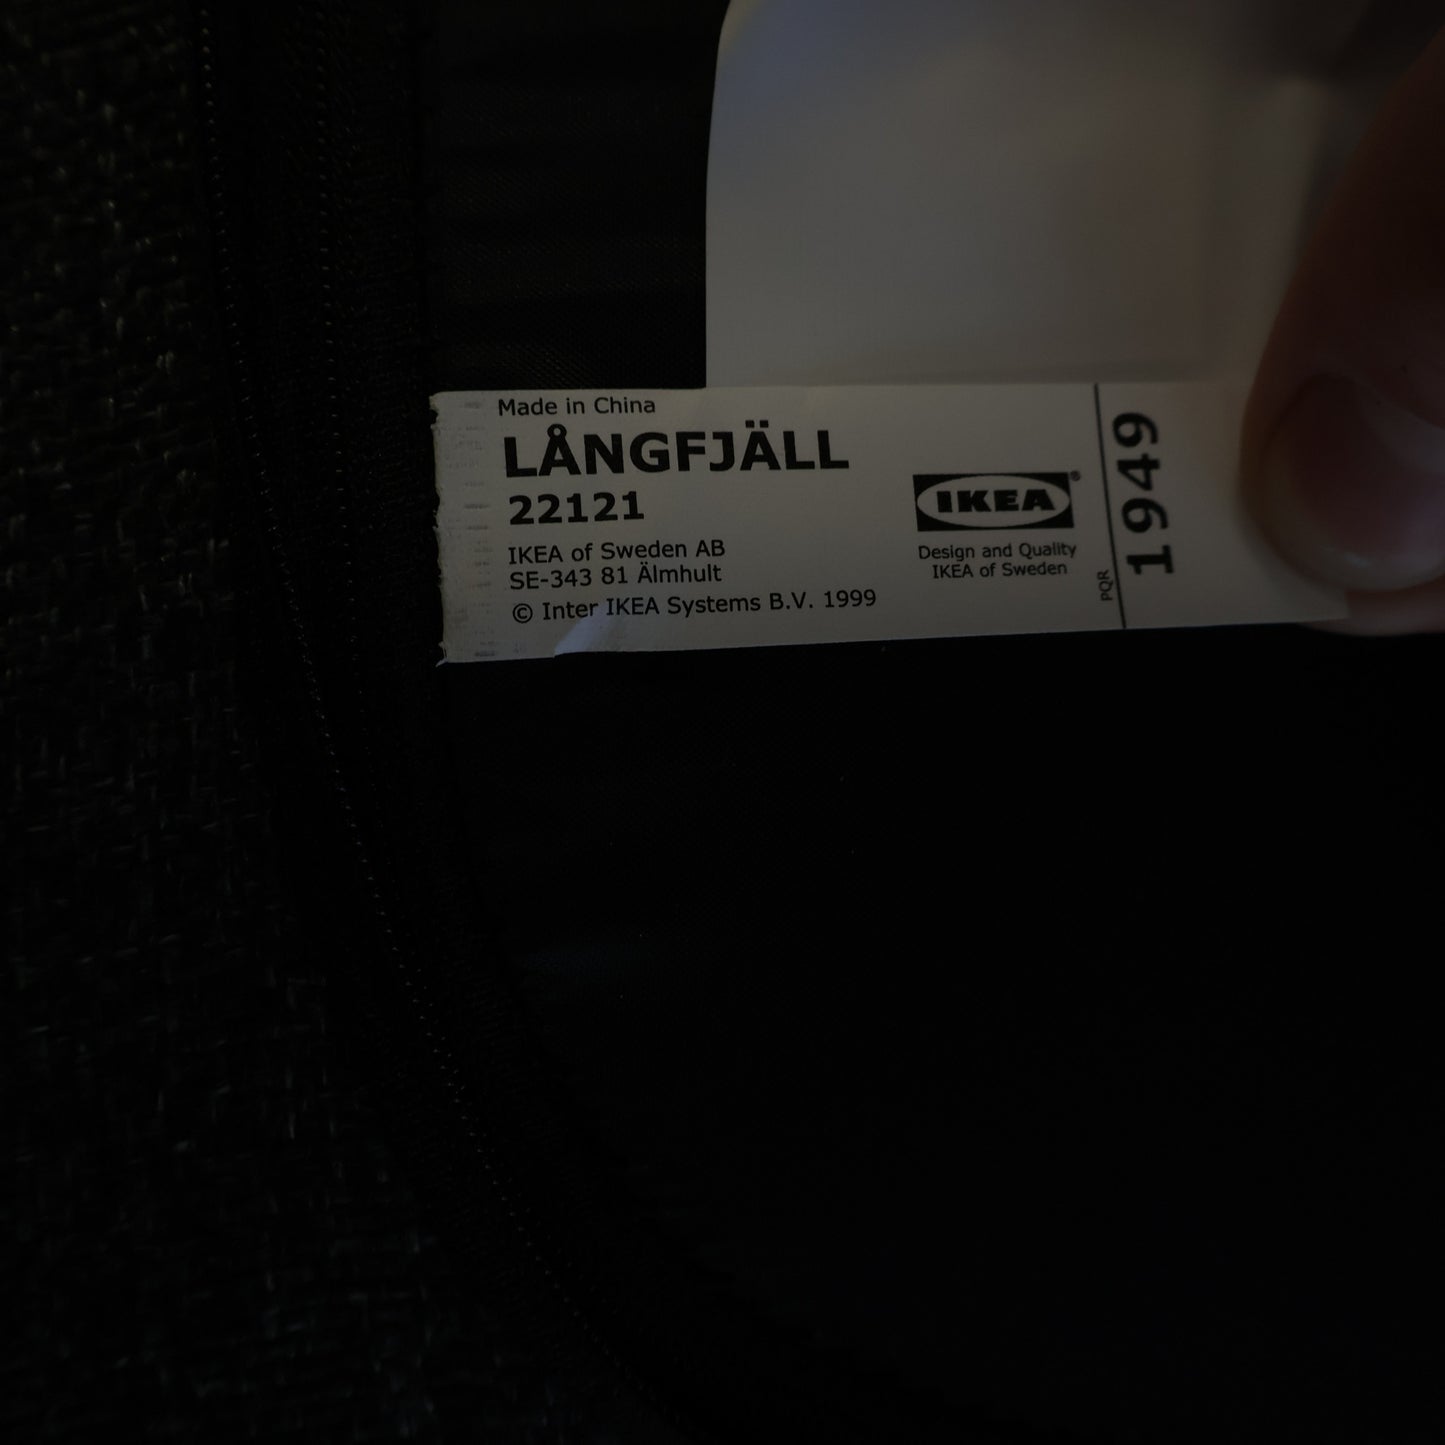 Made in China
LÅNGFJÄLL
22121
IKEA of Sweden AB
SE-343 81 Älmhult
© Inter IKEA Systems B.V. 1999
IKEA®
Design and Quality
IKEA of Sweden
PQR
1949